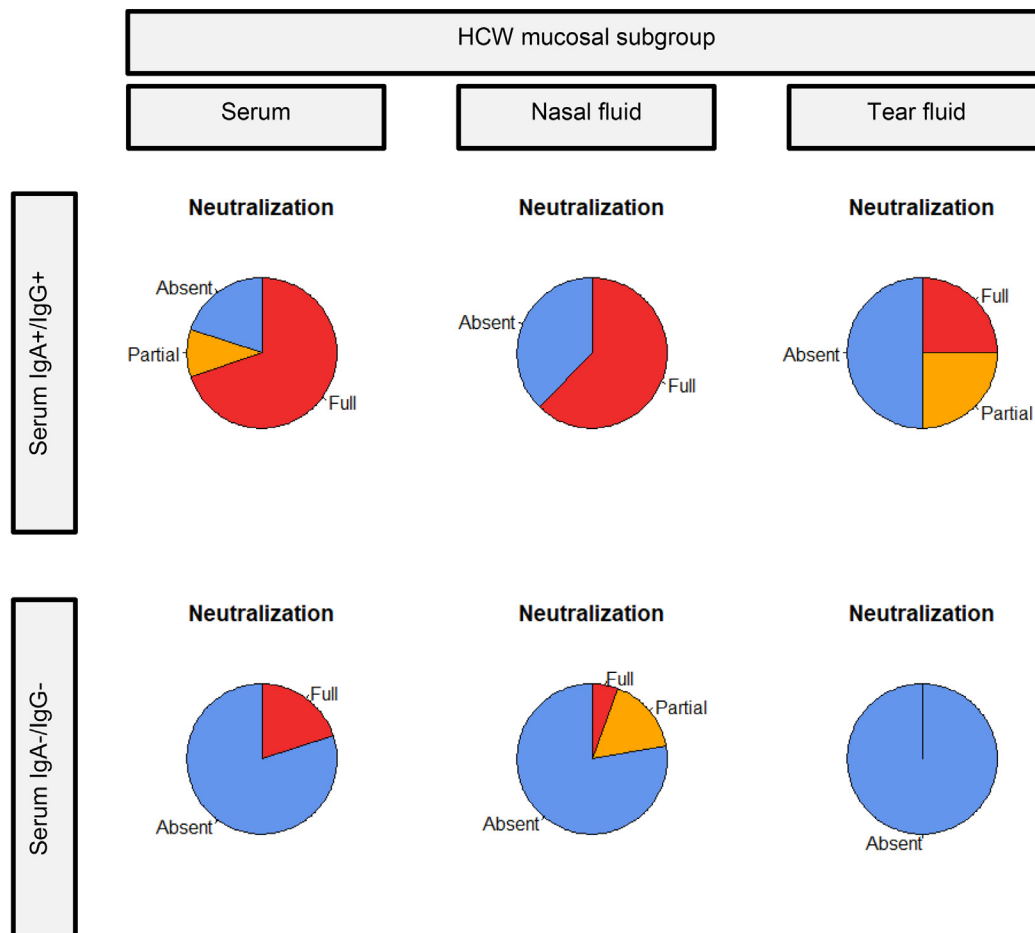 HCW mucosal subgroup
Serum
Nasal fluid
Tear fluid
Serum IgA+/IgG+
Neutralization
Absent
Partial
Full
Neutralization
Absent
Full
Neutralization
Full
Absent
Partial
Serum IgA-/IgG-
Neutralization
Full
Absent
Neutralization
Full
Partial
Absent
Neutralization
Absent